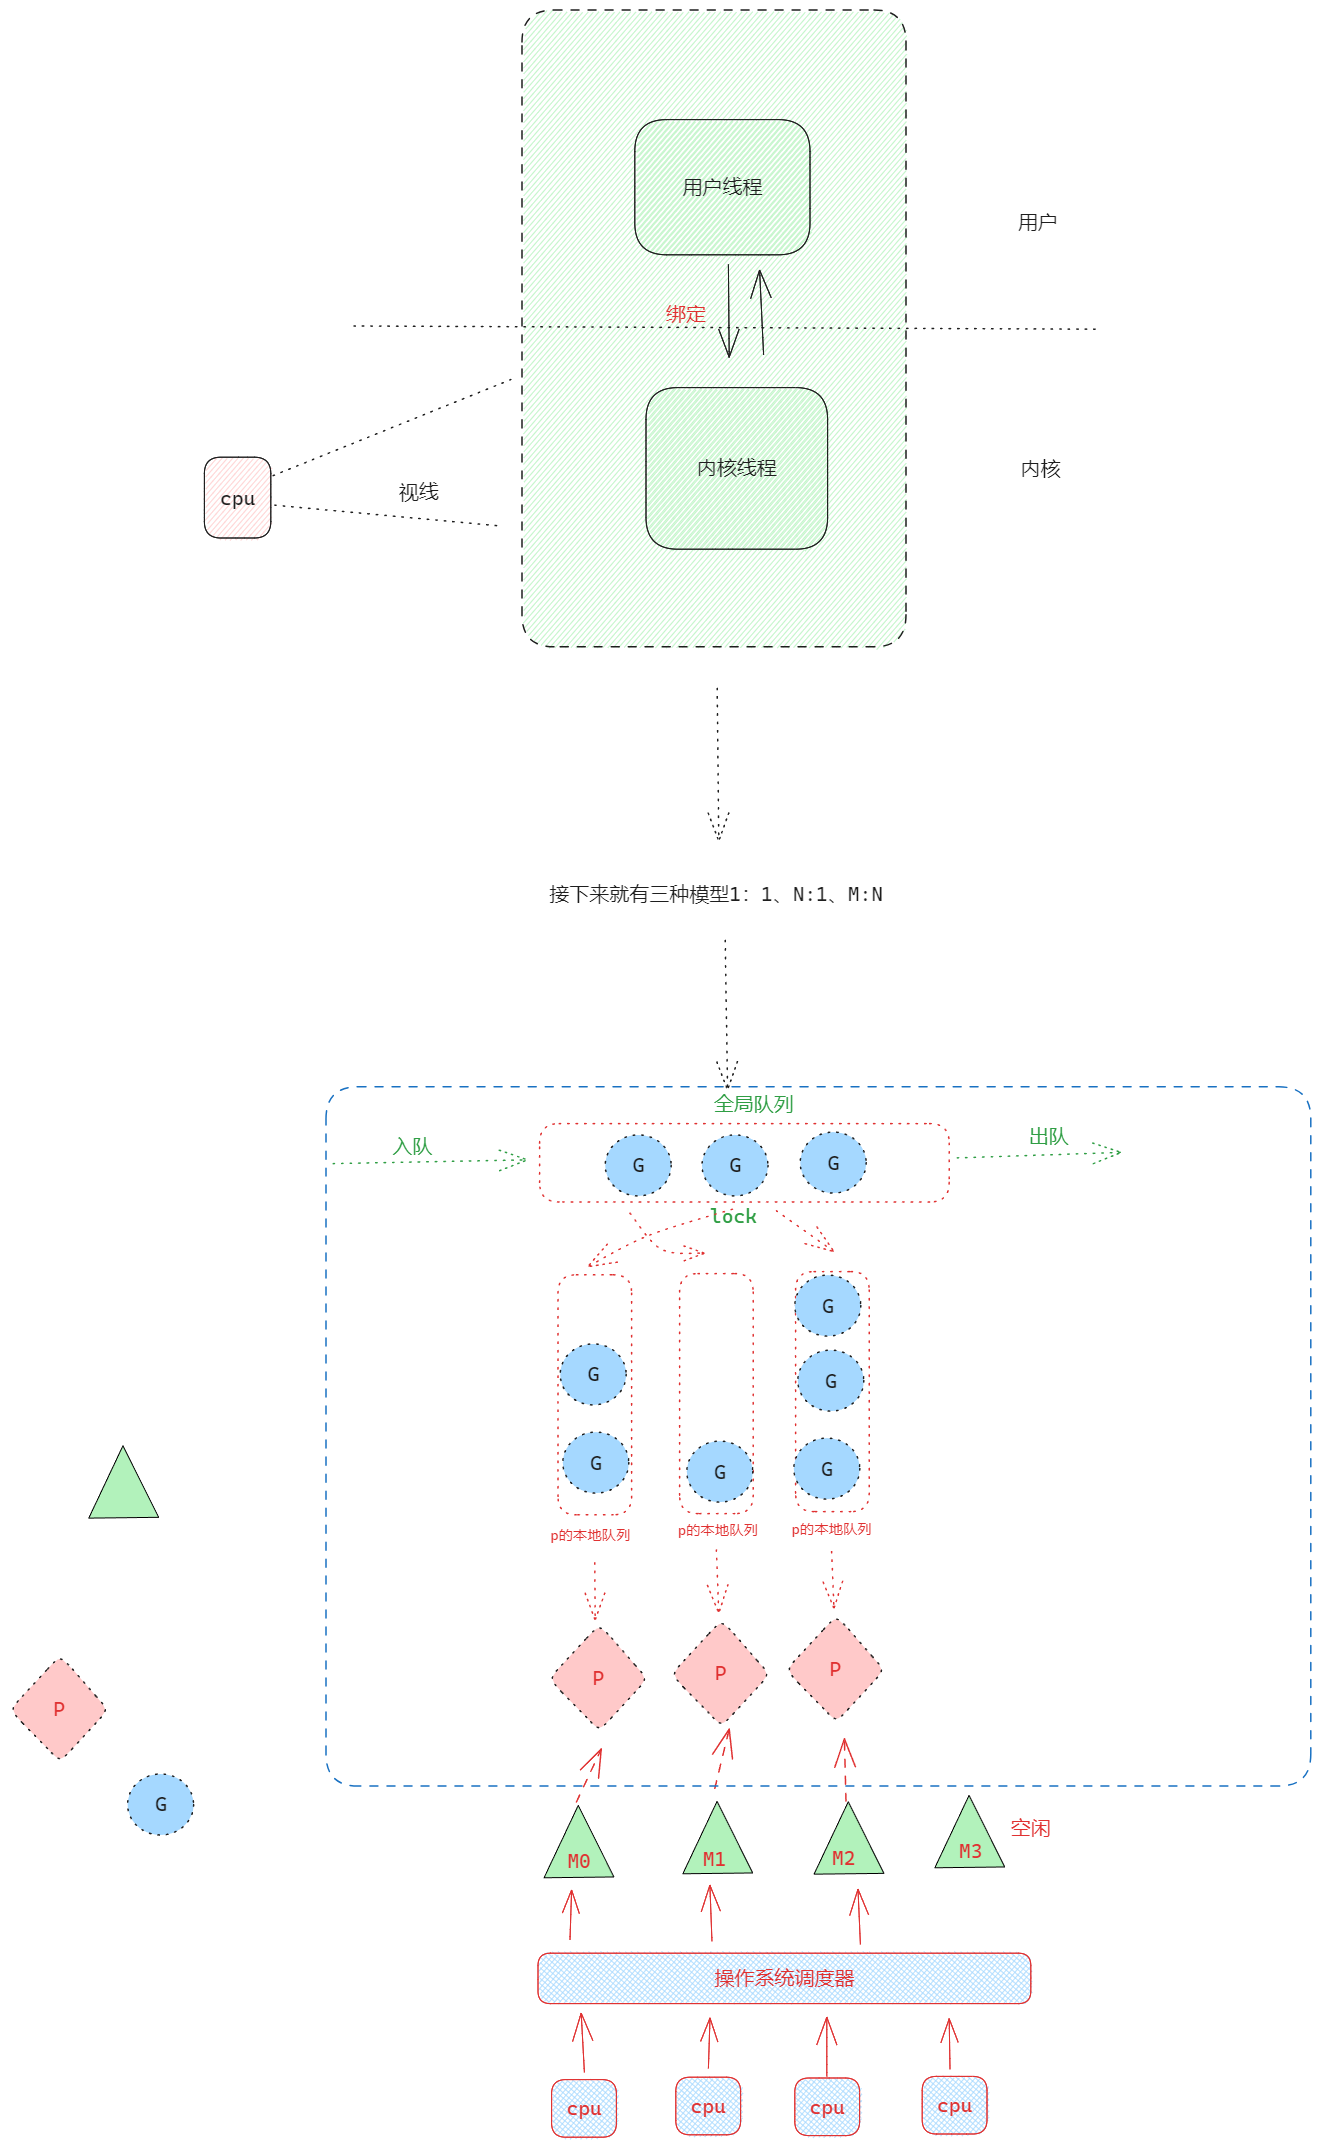 用户线程
用户
绑定
内核线程
内核
cpu
视线
接下来就有三种模型1：1、N:1、M:N
全局队列
入队
出队
G
G
G
lock
G
G
G
G
G
G
p的本地队列
p的本地队列
p的本地队列
P
P
P
P
G
M0
M1
M2
M3
空闲
操作系统调度器
cpu
cpu
cpu
cpu